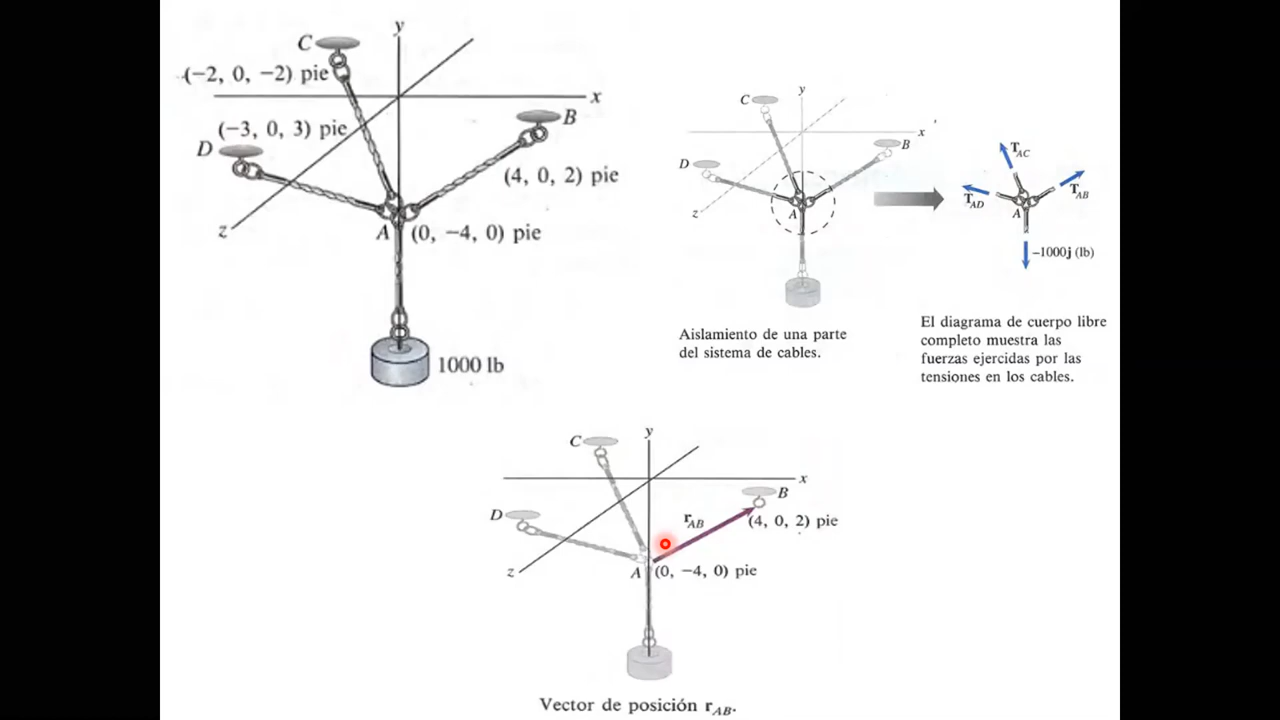 y
C
(−2, 0, −2) pie
x
B
(−3, 0, 3) pie
D
(4, 0, 2) pie
z
A (0, −4, 0) pie
1000 lb
y
C
x
B
D
A
z
Aislamiento de una parte
del sistema de cables.
T_AC
T_AD
T_AB
A
−1000j (lb)
El diagrama de cuerpo libre
completo muestra las
fuerzas ejercidas por las
tensiones en los cables.
y
C
x
B
D
r_AB
(4, 0, 2) pie
z
A (0, −4, 0) pie
Vector de posición r_AB.